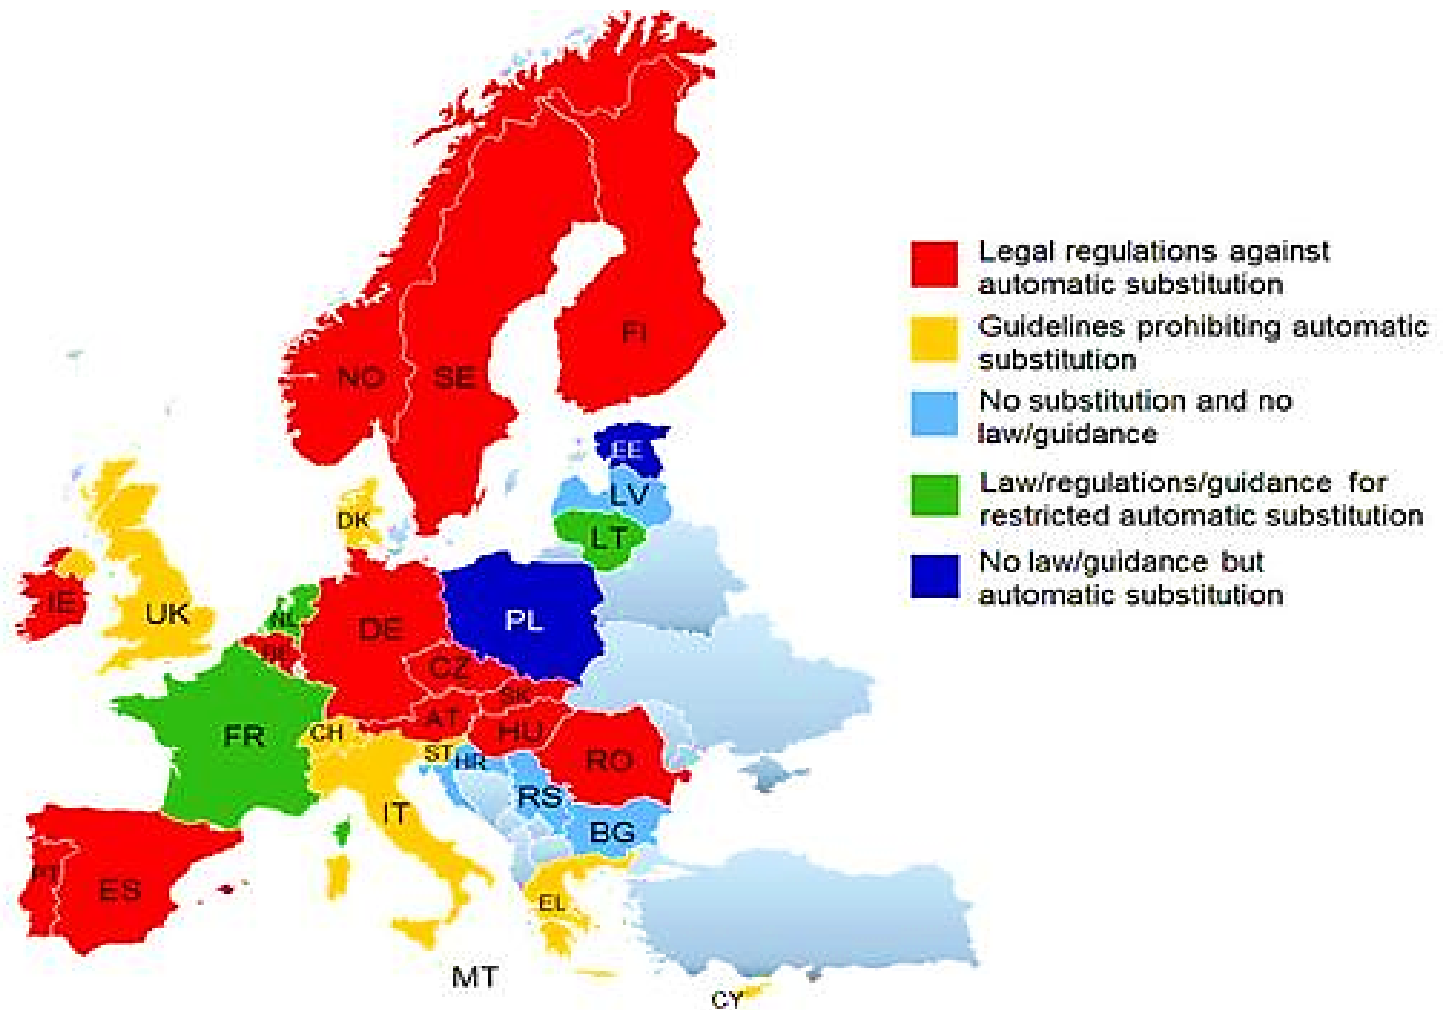 Legal regulations against
automatic substitution
Guidelines prohibiting automatic
substitution
No substitution and no
law/guidance
Law/regulations/guidance for
restricted automatic substitution
No law/guidance but
automatic substitution
FI
NO
SE
EE
LV
LT
DK
IE
UK
NL
BE
DE
PL
CZ
SK
FR
CH
AT
HU
ST
HR
RO
RS
IT
BG
PT
ES
EL
MT
CY